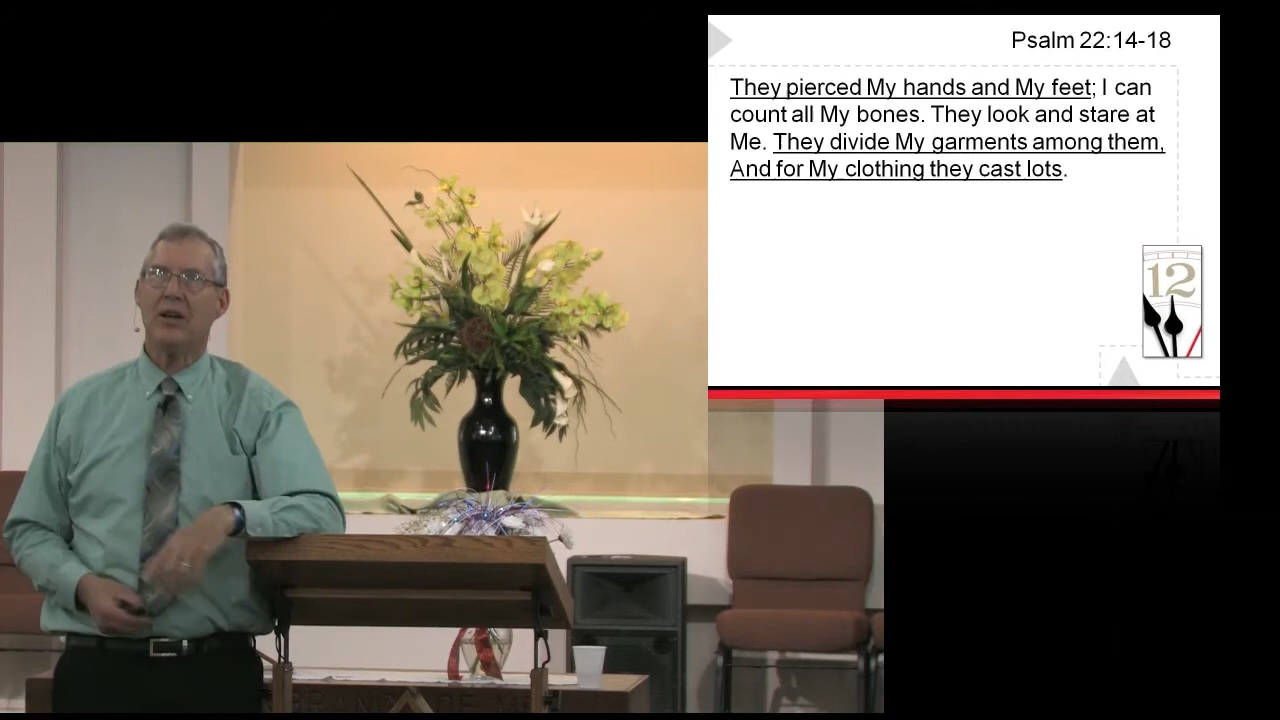 Psalm 22:14-18
They pierced My hands and My feet; I can
count all My bones. They look and stare at
Me. They divide My garments among them,
And for My clothing they cast lots.
12